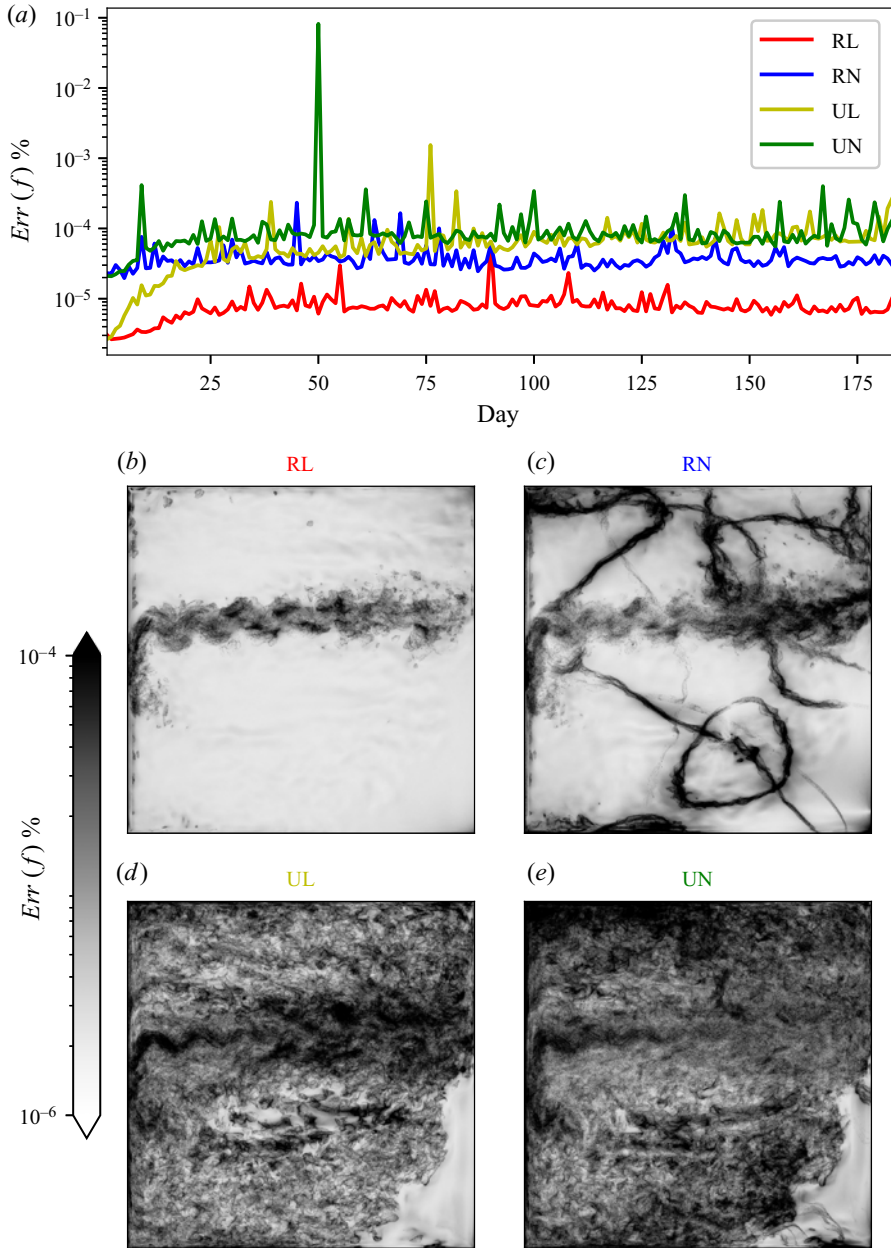 (a)
Err (f) %
10⁻¹
10⁻²
10⁻³
10⁻⁴
10⁻⁵
RL
RN
UL
UN
25 50 75 100 125 150 175
Day
(b) RL
(c) RN
10⁻⁴
Err (f) %
10⁻⁶
(d) UL
(e) UN